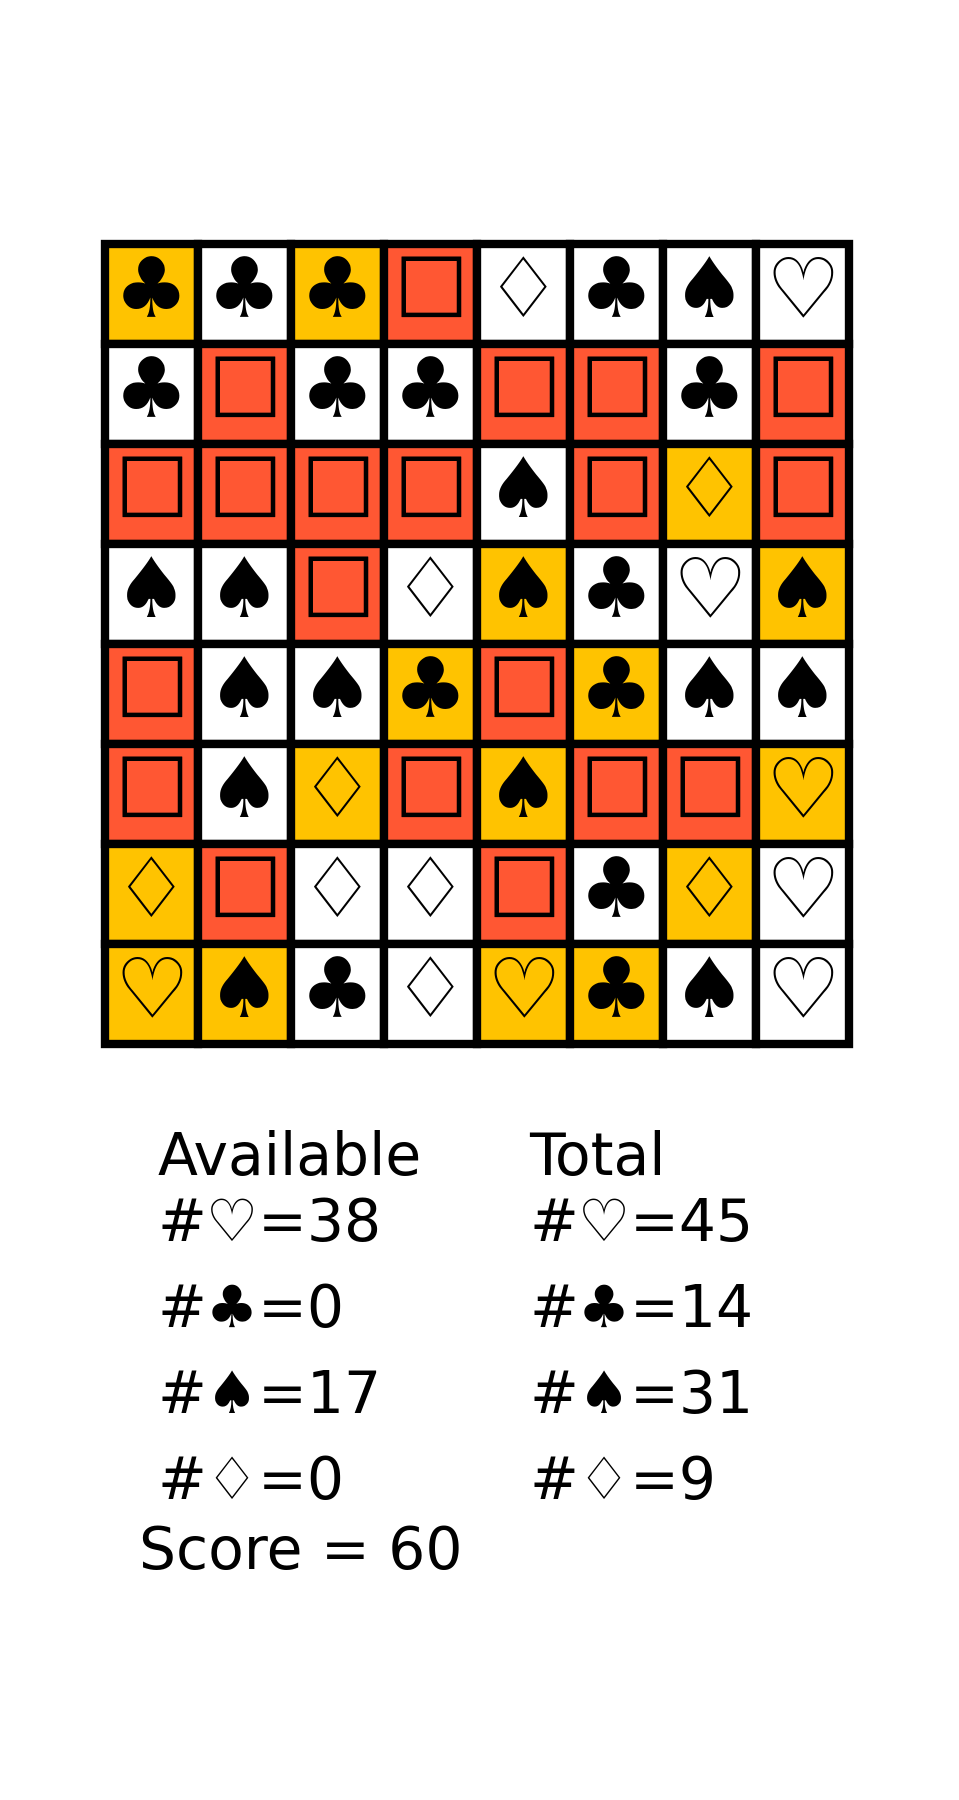 ♣ ♣ ♣ □ ♢ ♣ ♠ ♡
♣ □ ♣ ♣ □ □ ♣ □
□ □ □ □ ♠ □ ♢ □
♠ ♠ □ ♢ ♠ ♣ ♡ ♠
□ ♠ ♠ ♣ □ ♣ ♠ ♠
□ ♠ ♢ □ ♠ □ □ ♡
♢ □ ♢ ♢ □ ♣ ♢ ♡
♡ ♠ ♣ ♢ ♡ ♣ ♠ ♡
Available Total
#♡=38 #♡=45
#♣=0 #♣=14
#♠=17 #♠=31
#♢=0 #♢=9
Score = 60